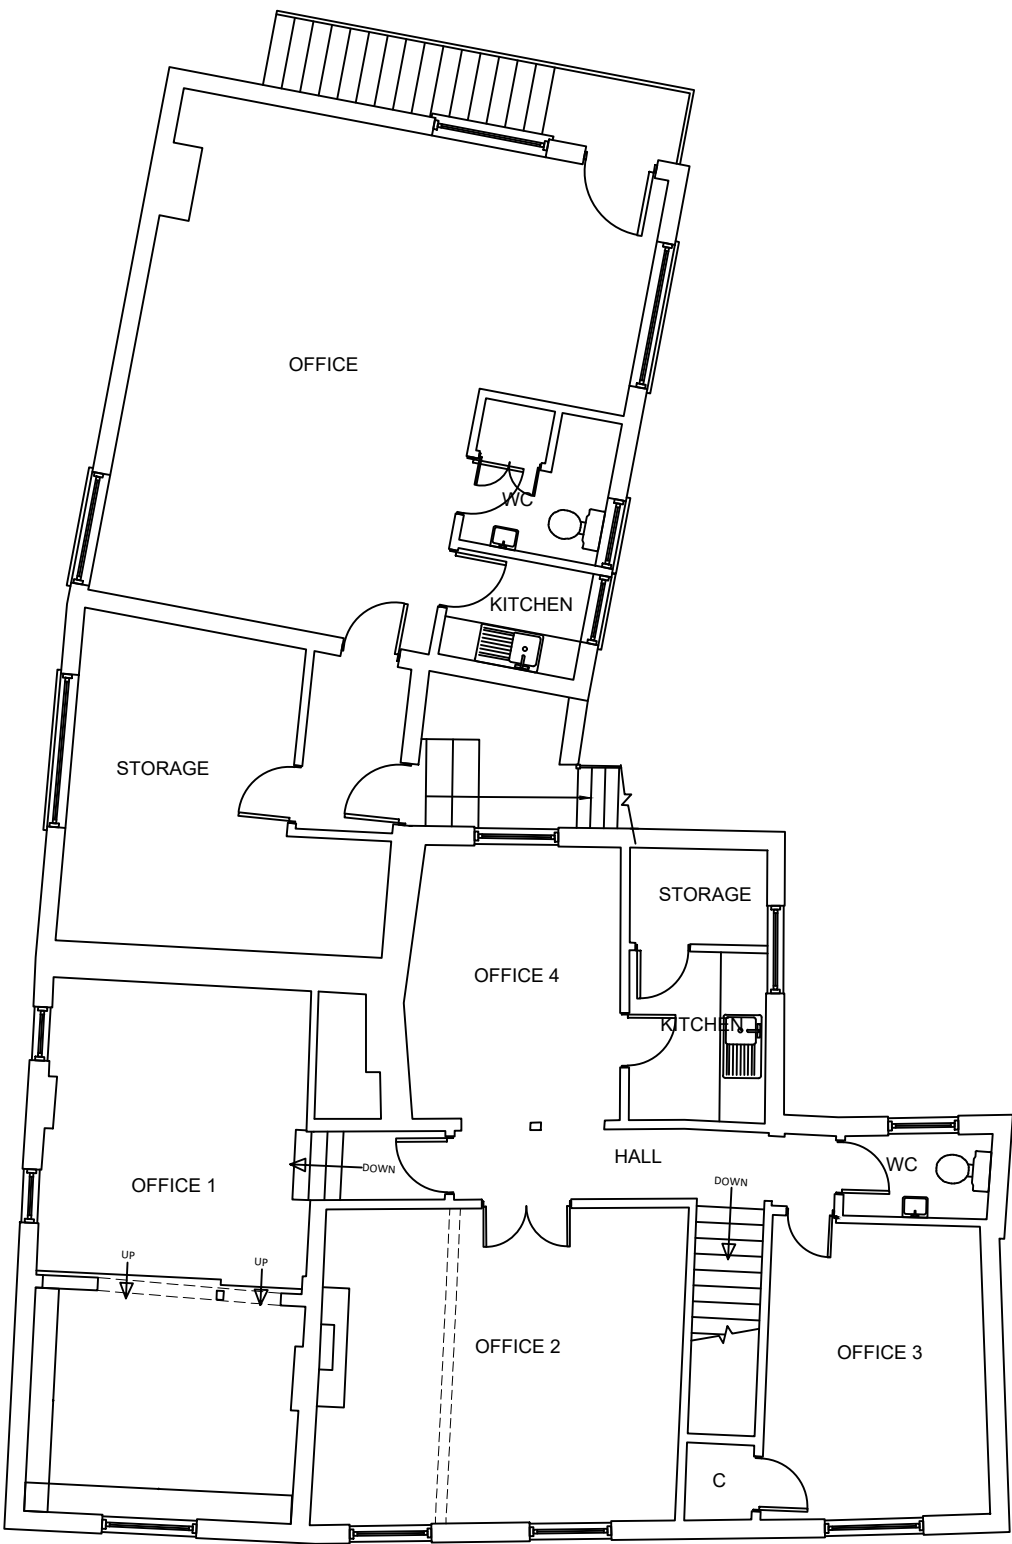 OFFICE
WC
KITCHEN
STORAGE
STORAGE
OFFICE 4
KITCHEN
HALL
WC
DOWN
OFFICE 1
DOWN
UP
UP
OFFICE 2
OFFICE 3
C